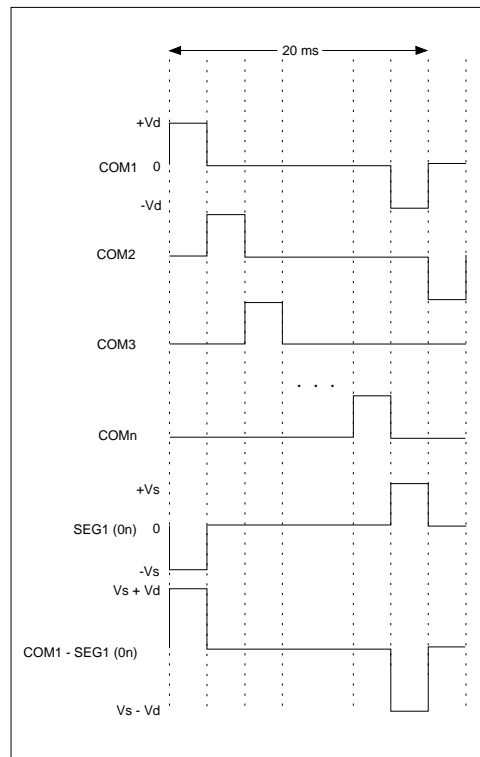 20 ms
+Vd
COM1 0
-Vd
COM2
COM3
. . .
COMn
+Vs
SEG1 (0n) 0
-Vs
Vs + Vd
COM1 - SEG1 (0n)
Vs - Vd